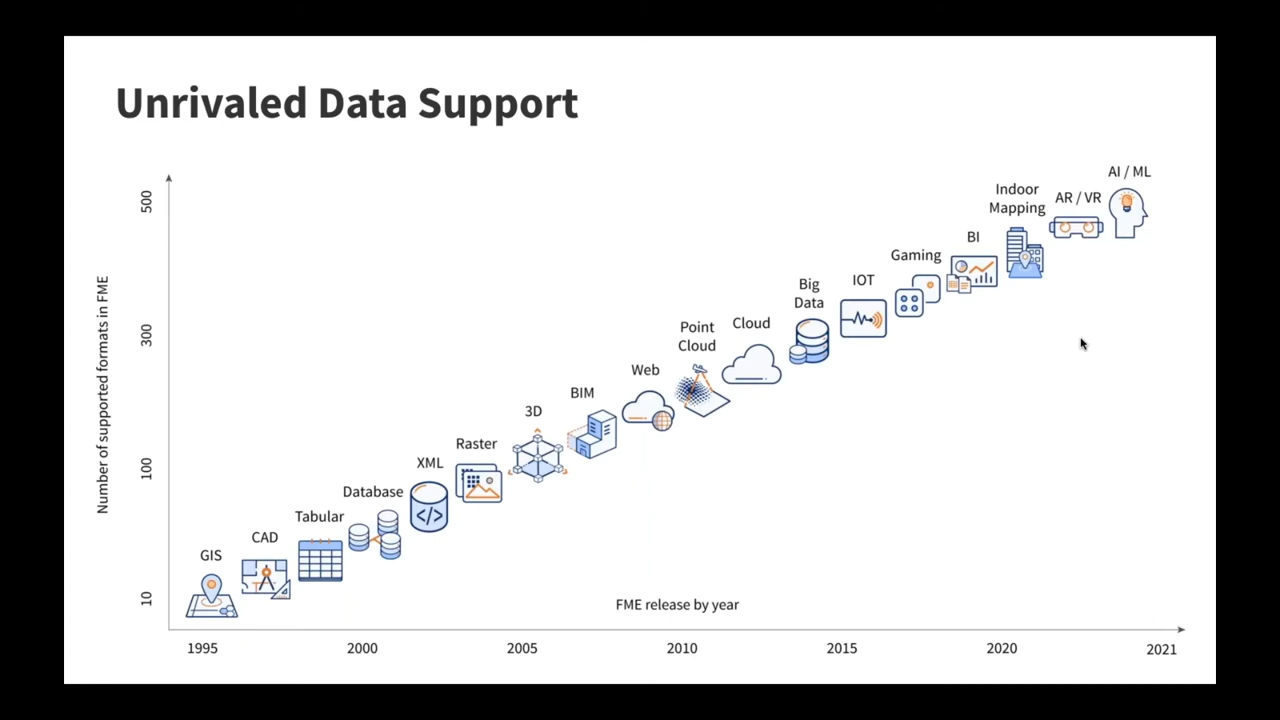 Unrivaled Data Support
Number of supported formats in FME
500
300
100
10
GIS
CAD
Tabular
Database
XML
Raster
3D
BIM
Web
Point
Cloud
Cloud
Big
Data
IOT
Gaming
BI
Indoor
Mapping
AR / VR
AI / ML
FME release by year
1995
2000
2005
2010
2015
2020
2021